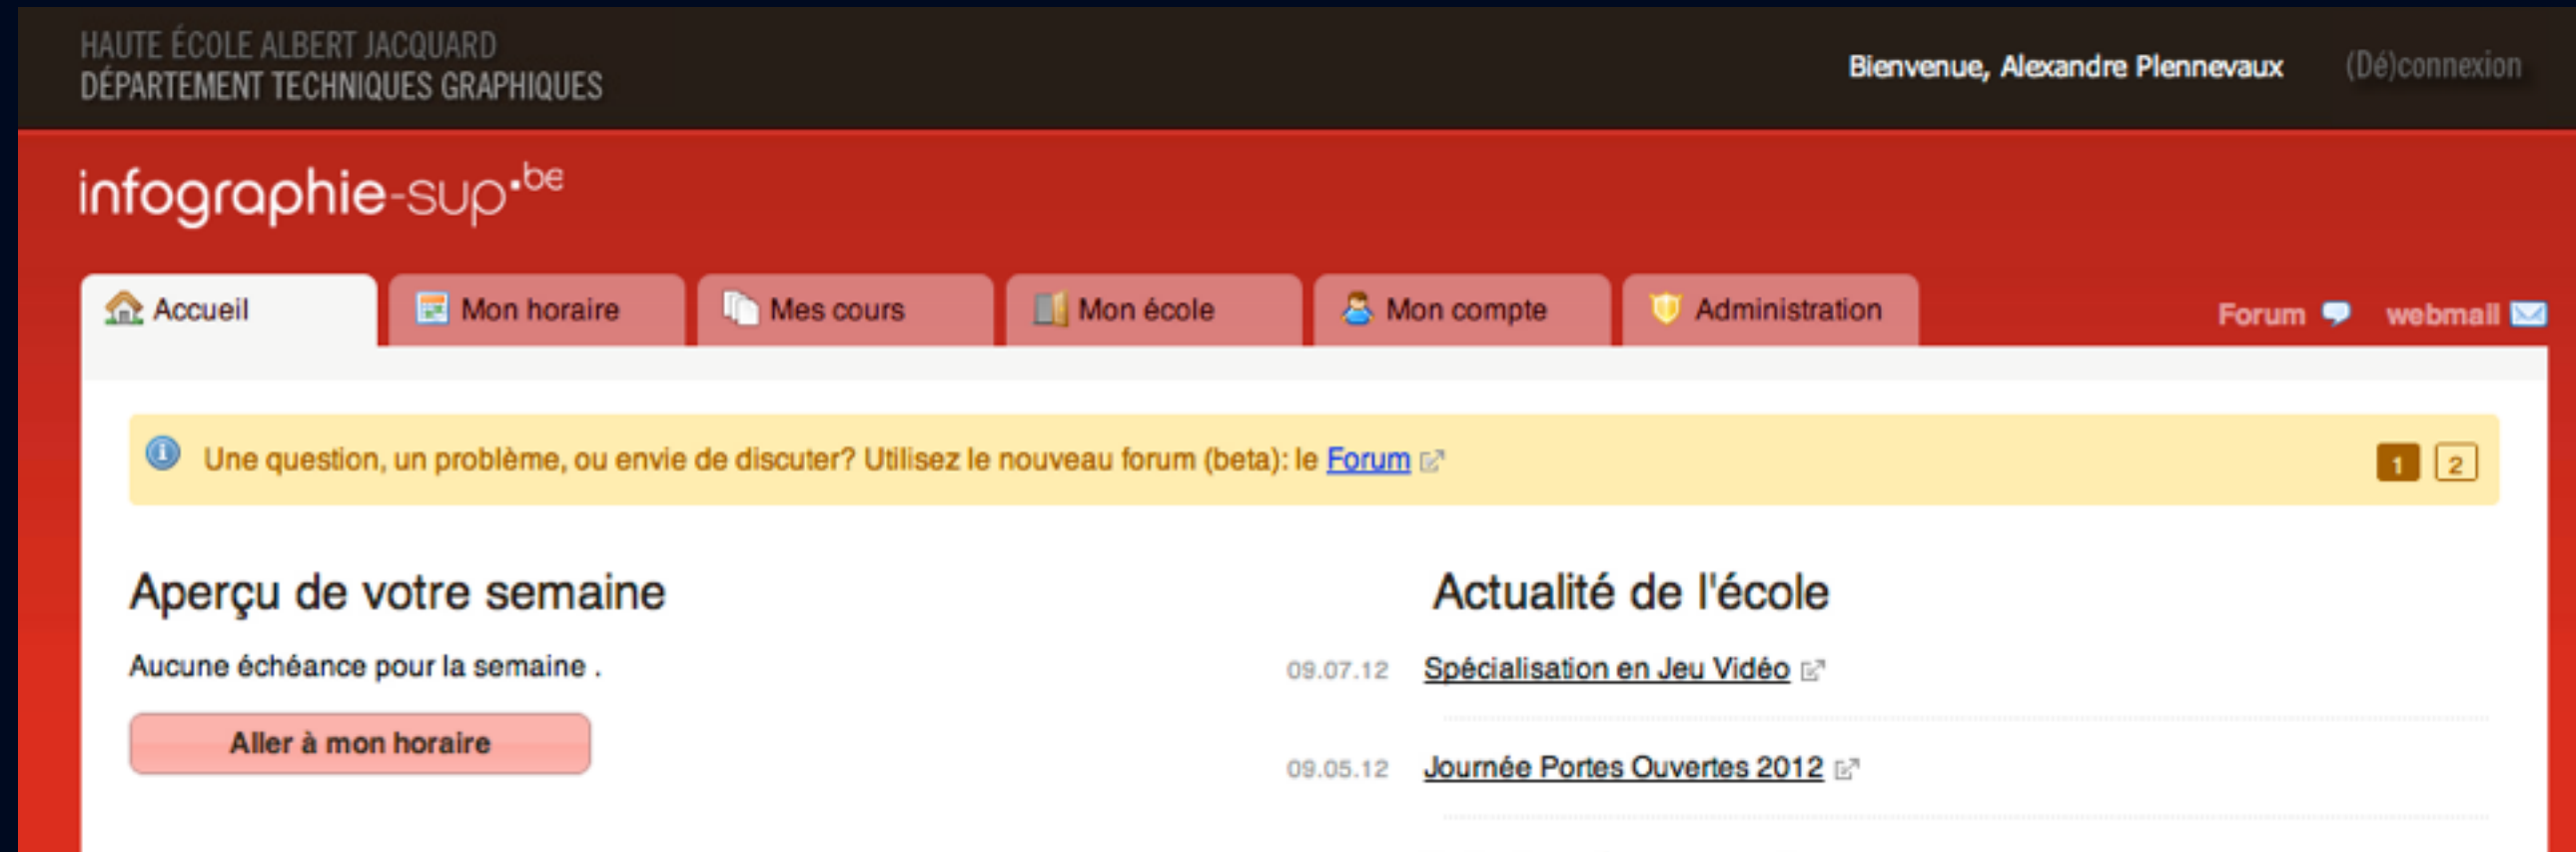 HAUTE ÉCOLE ALBERT JACQUARD
DÉPARTEMENT TECHNIQUES GRAPHIQUES
Bienvenue, Alexandre Plennevaux
(Dé)connexion
infographie-sup.be
Accueil
Mon horaire
Mes cours
Mon école
Mon compte
Administration
Forum
webmail
Une question, un problème, ou envie de discuter? Utilisez le nouveau forum (beta): le Forum
1
2
Aperçu de votre semaine
Aucune échéance pour la semaine .
Aller à mon horaire
Actualité de l'école
09.07.12 Spécialisation en Jeu Vidéo
09.05.12 Journée Portes Ouvertes 2012